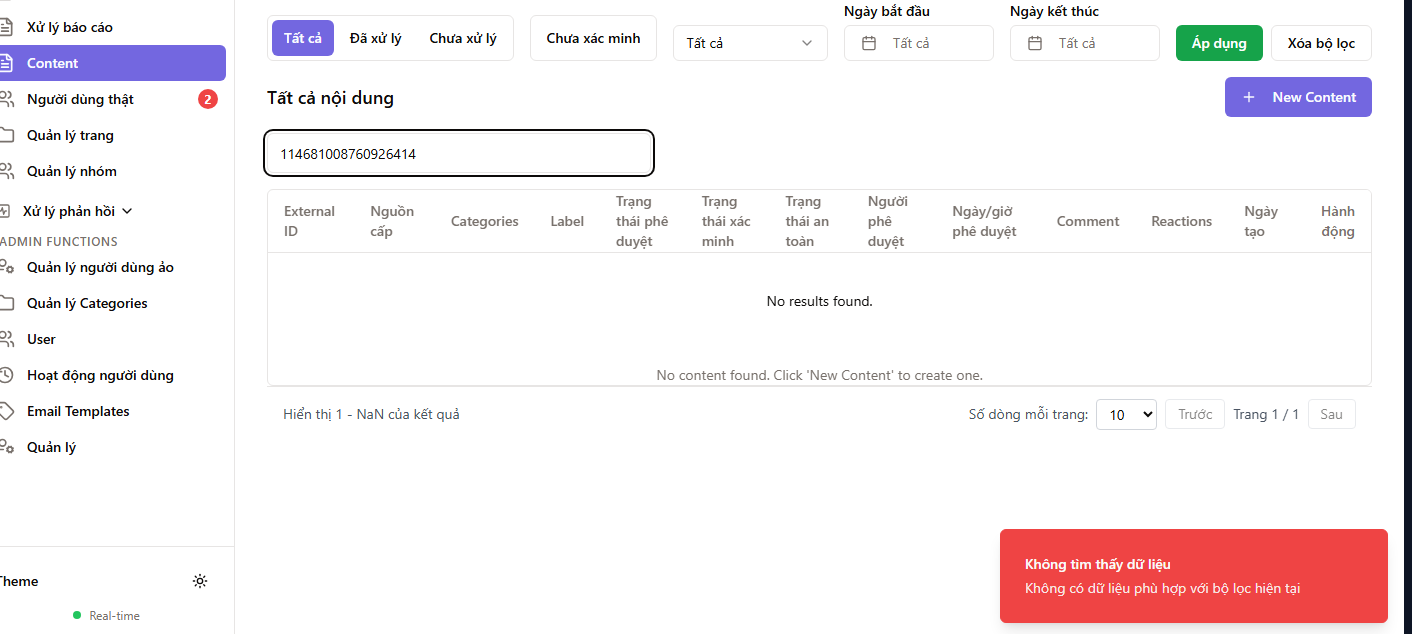 Xử lý báo cáo
Content
Người dùng thật 2
Quản lý trang
Quản lý nhóm
Xử lý phản hồi
ADMIN FUNCTIONS
Quản lý người dùng ảo
Quản lý Categories
User
Hoạt động người dùng
Email Templates
Quản lý
Theme
Real-time
Ngày bắt đầu Ngày kết thúc
Tất cả Đã xử lý Chưa xử lý Chưa xác minh Tất cả Tất cả Tất cả Áp dụng Xóa bộ lọc
Tất cả nội dung
+ New Content
114681008760926414
External ID
Nguồn cấp
Categories
Label
Trạng thái phê duyệt
Trạng thái xác minh
Trạng thái an toàn
Người phê duyệt
Ngày/giờ phê duyệt
Comment
Reactions
Ngày tạo
Hành động
No results found.
No content found. Click 'New Content' to create one.
Hiển thị 1 - NaN của kết quả
Số dòng mỗi trang: 10 Trước Trang 1 / 1 Sau
Không tìm thấy dữ liệu
Không có dữ liệu phù hợp với bộ lọc hiện tại